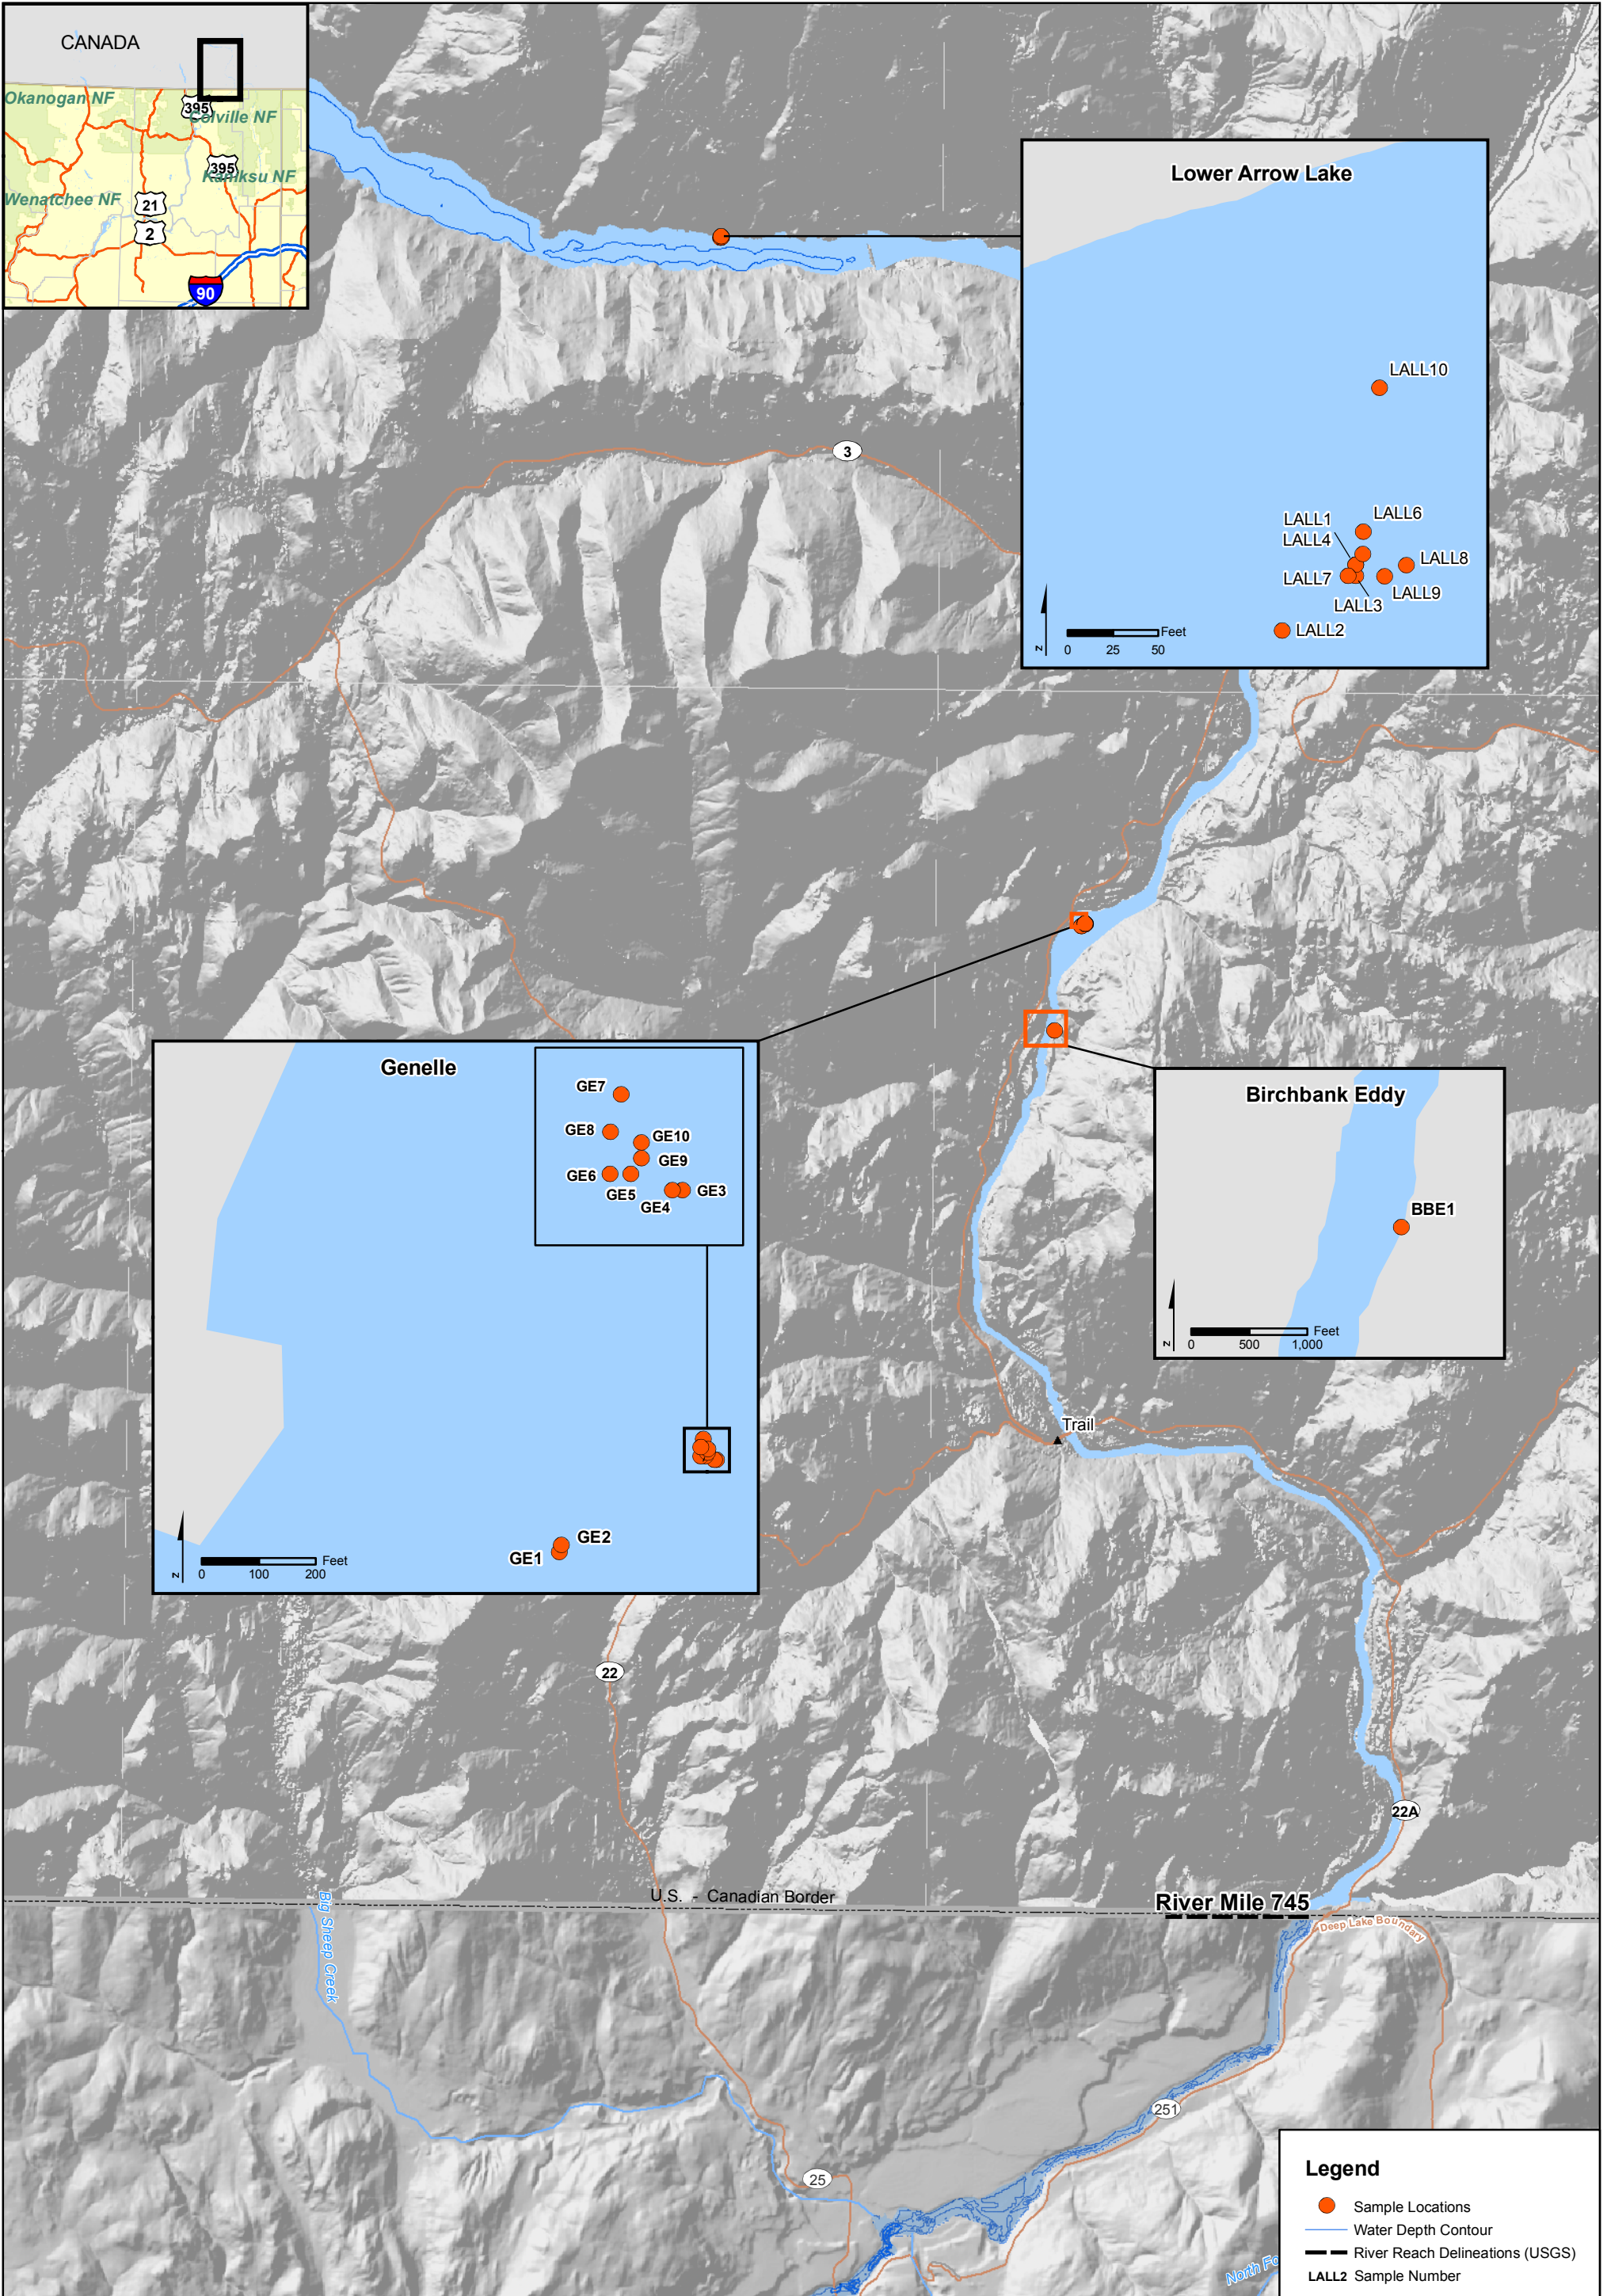 CANADA
Okanogan NF
395
Colville NF
395
Kaniksu NF
Wenatchee NF
21
2
90
Lower Arrow Lake
LALL10
LALL1
LALL6
LALL4
LALL8
LALL7
LALL9
LALL3
LALL2
Feet
0 25 50
N
3
Genelle
GE7
GE8
GE10
GE9
GE6
GE5
GE3
GE4
GE2
GE1
Feet
0 100 200
N
Birchbank Eddy
BBE1
Feet
0 500 1,000
N
Trail
22
22A
U.S. - Canadian Border
River Mile 745
Deep Lake Boundary
Big Sheep Creek
251
25
North Fo
Legend
Sample Locations
Water Depth Contour
River Reach Delineations (USGS)
LALL2 Sample Number